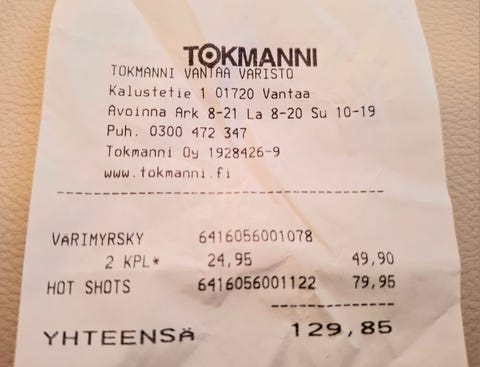 TOKMANNI
TOKMANNI VANTAA VARISTO
Kalustetie 1 01720 Vantaa
Avoinna Ark 8-21 La 8-20 Su 10-19
Puh. 0300 472 347
Tokmanni Oy 1928426-9
www.tokmanni.fi
VARIMYRSKY 6416056001078
2 KPL* 24,95 49,90
HOT SHOTS 6416056001122 79,95
YHTEENSÄ 129,85